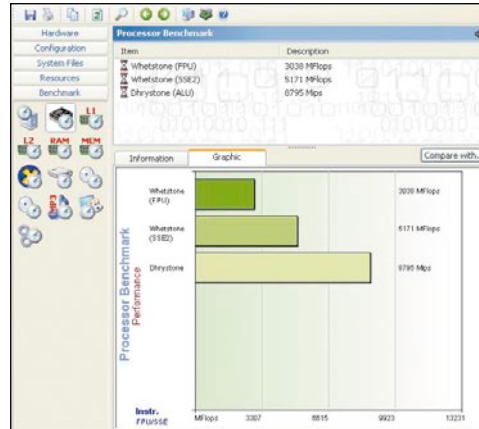 Hardware
Configuration
System Files
Resources
Benchmark
L1
L2 RAM MEM
MP3
Processor Benchmark
Item Description
Whetstone (FPU) 3038 MFlops
Whetstone (SSE2) 5171 MFlops
Dhrystone (ALU) 8795 Mips
Information Graphic Compare with...
Whetstone
(FPU)
3038 MFlops
Whetstone
(SSE2)
5171 MFlops
Dhrystone 8795 Mips
Processor Benchmark
Performance
Instr.
FPU/SSE
MFlops 3307 6615 9923 13231